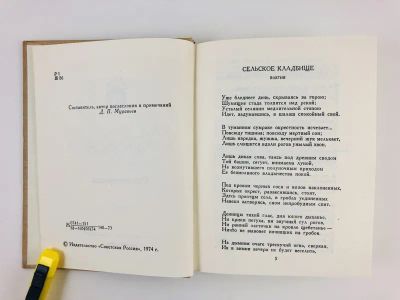 Р1
Ж86
Составитель, автор послесловия и примечаний
Д. П. Муравьев
© Издательство «Советская Россия», 1974 г.
СЕЛЬСКОЕ КЛАДБИЩЕ
ЭЛЕГИЯ
Уже бледнеет день, скрываясь за горою;
Шумящие стада толпятся над рекой;
Усталый селянин медлительной стопою
Идет, задумавшись, в шалаш спокойный свой.
В туманном сумраке окрестность исчезает...
Повсюду тишина; повсюду мертвый сон;
Лишь изредка, жужжа, вечерний жук мелькает,
Лишь слышится вдали рогов унылый звон.
Лишь дикая сова, таясь под древним сводом
Той башни, сетует, внимаема луной,
На возмутившего полуночным приходом
Ее безмолвного владычества покой.
Под кровом черных сосн и вязов наклоненных,
Которые окрест, развесившись, стоят,
Здесь праотцы села, в гробах уединенных
Навеки затворясь, сном непробудным спят.
Денницы тихий глас, дня юного дыханье,
Ни крики петуха, ни звучный гул рогов,
Ни ранней ласточки на кровле щебетанье —
Ничто не вызовет почивших из гробов.
На дымном очаге трескучий огнь, сверкая,
Их в зимни вечера не будет веселить,
5